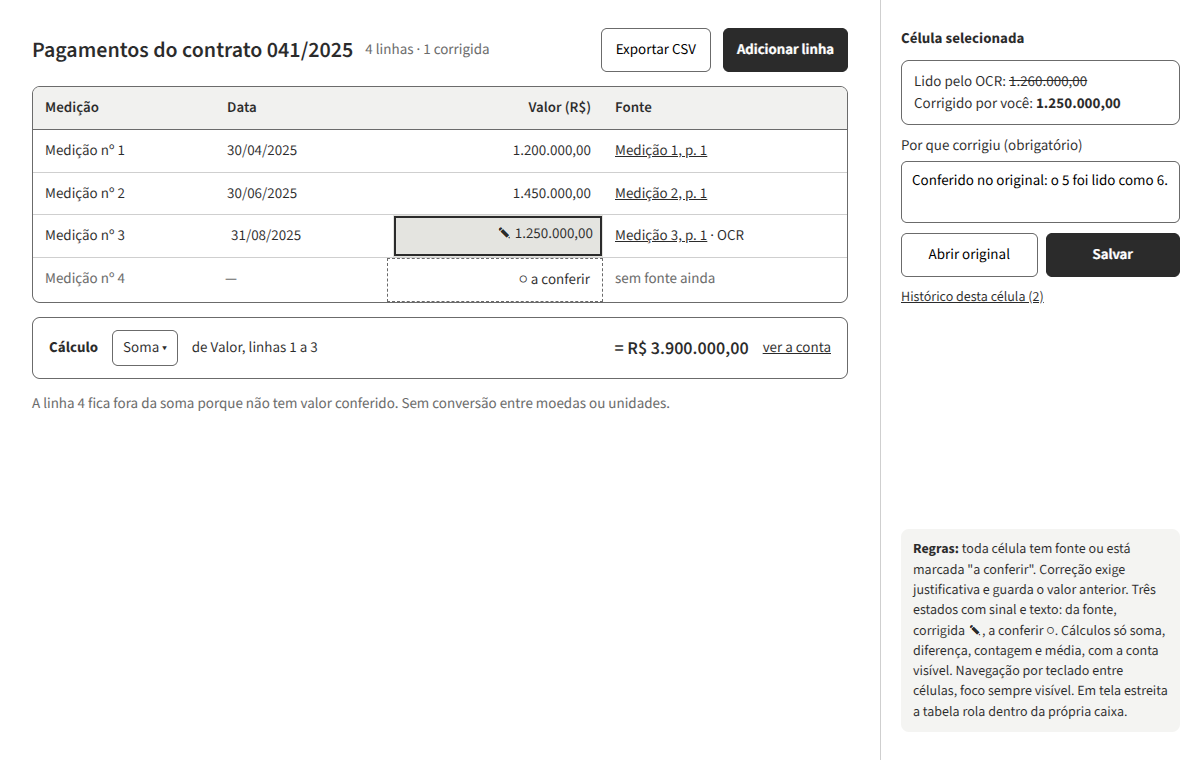 Pagamentos do contrato 041/2025 4 linhas · 1 corrigida
Exportar CSV
Adicionar linha
Medição Data Valor (R$) Fonte
Medição nº 1 30/04/2025 1.200.000,00 Medição 1, p. 1
Medição nº 2 30/06/2025 1.450.000,00 Medição 2, p. 1
Medição nº 3 31/08/2025 ✎ 1.250.000,00 Medição 3, p. 1 · OCR
Medição nº 4 — ○ a conferir sem fonte ainda
Cálculo Soma ▾ de Valor, linhas 1 a 3 = R$ 3.900.000,00 ver a conta
A linha 4 fica fora da soma porque não tem valor conferido. Sem conversão entre moedas ou unidades.
Célula selecionada
Lido pelo OCR: 1.260.000,00
Corrigido por você: 1.250.000,00
Por que corrigiu (obrigatório)
Conferido no original: o 5 foi lido como 6.
Abrir original
Salvar
Histórico desta célula (2)
Regras: toda célula tem fonte ou está
marcada "a conferir". Correção exige
justificativa e guarda o valor anterior. Três
estados com sinal e texto: da fonte,
corrigida ✎, a conferir ○. Cálculos só soma,
diferença, contagem e média, com a conta
visível. Navegação por teclado entre
células, foco sempre visível. Em tela estreita
a tabela rola dentro da própria caixa.